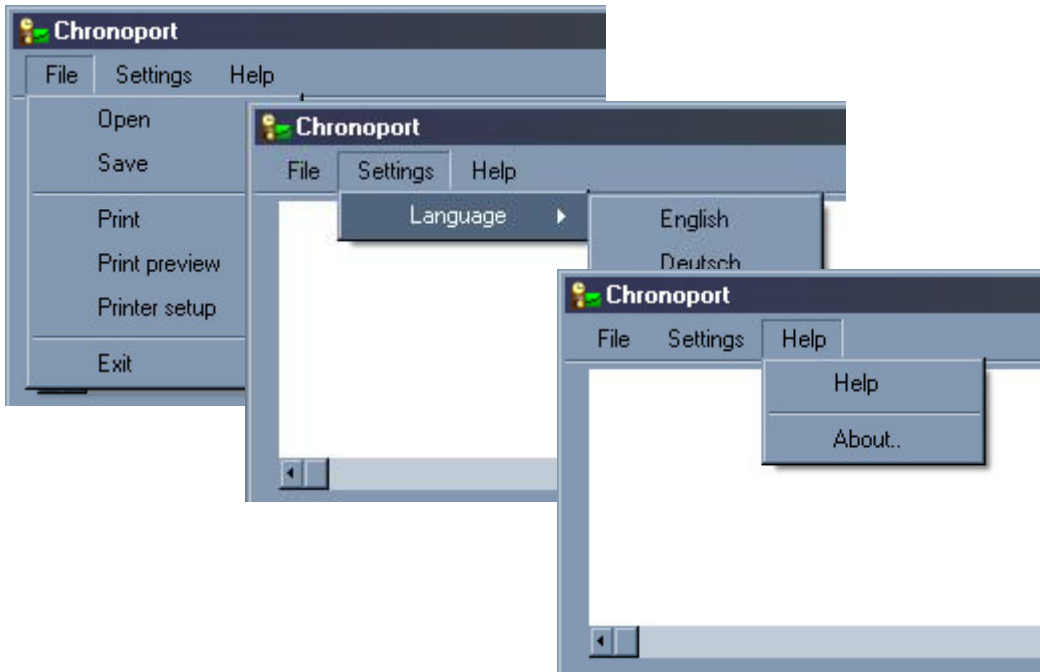 Chronoport
File Settings Help
Open
Save
Print
Print preview
Printer setup
Exit
Chronoport
File Settings Help
Language
English
Deutsch
Chronoport
File Settings Help
Help
About..